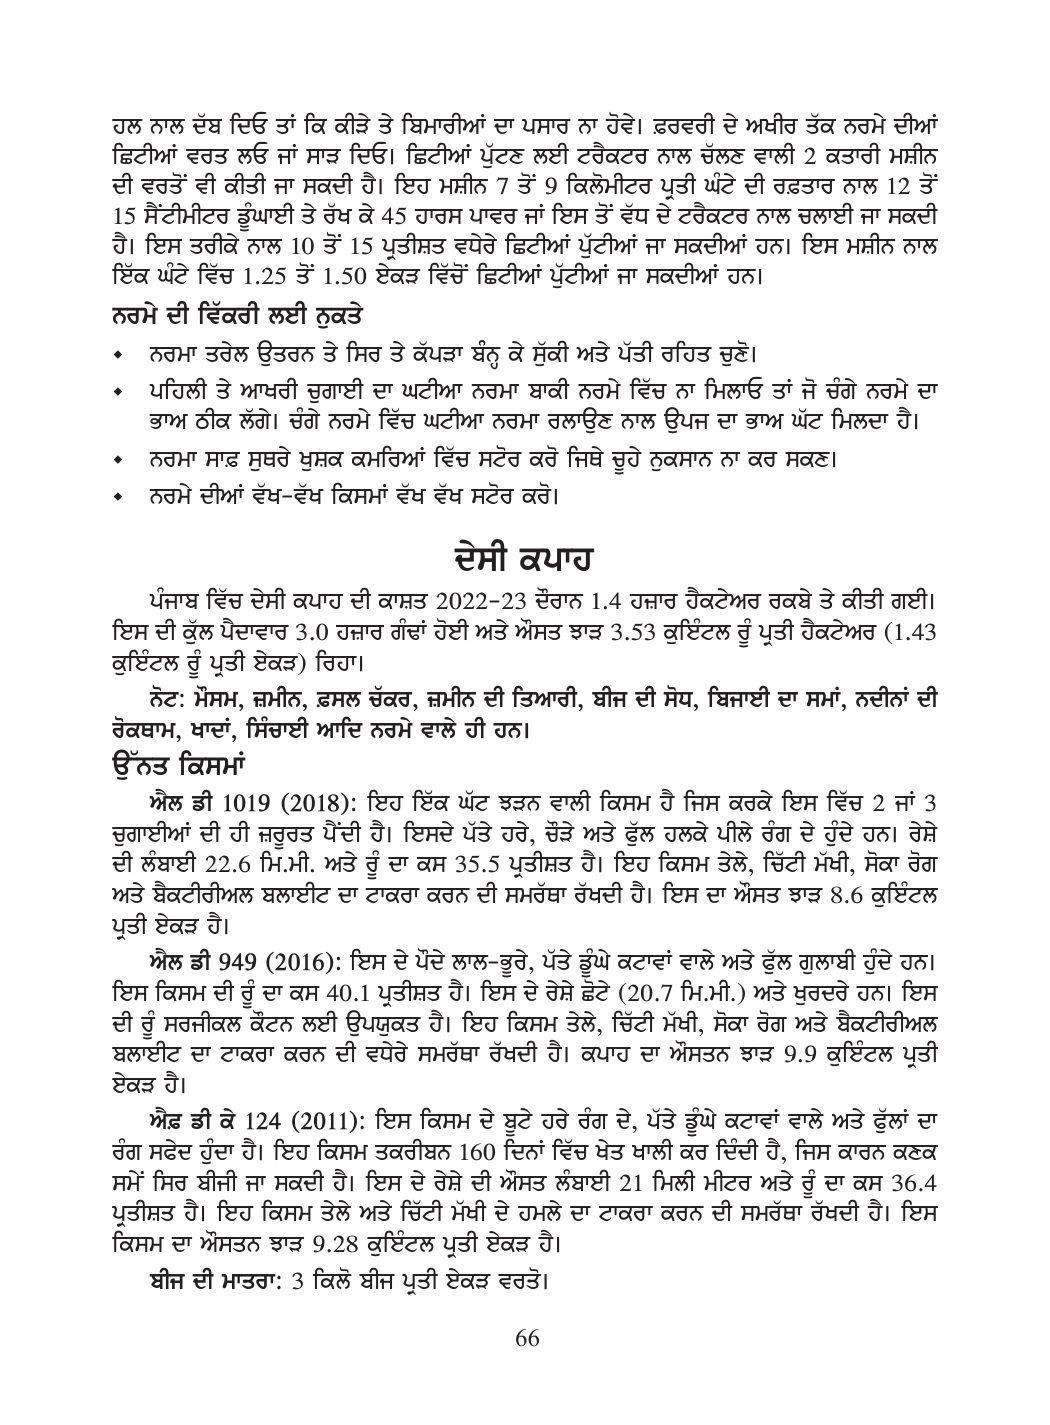 ਹਲ ਨਾਲ ਦੱਬ ਦਿਓ ਤਾਂ ਕਿ ਕੀੜੇ ਤੇ ਬਿਮਾਰੀਆਂ ਦਾ ਪਸਾਰ ਨਾ ਹੋਵੇ। ਫ਼ਰਵਰੀ ਦੇ ਅਖੀਰ ਤੱਕ ਨਰਮੇ ਦੀਆਂ
ਛਿਟੀਆਂ ਵਰਤ ਲਓ ਜਾਂ ਸਾੜ ਦਿਓ। ਛਿਟੀਆਂ ਪੁੱਟਣ ਲਈ ਟਰੈਕਟਰ ਨਾਲ ਚੱਲਣ ਵਾਲੀ 2 ਕਤਾਰੀ ਮਸ਼ੀਨ
ਦੀ ਵਰਤੋਂ ਵੀ ਕੀਤੀ ਜਾ ਸਕਦੀ ਹੈ। ਇਹ ਮਸ਼ੀਨ 7 ਤੋਂ 9 ਕਿਲੋਮੀਟਰ ਪ੍ਰਤੀ ਘੰਟੇ ਦੀ ਰਫ਼ਤਾਰ ਨਾਲ 12 ਤੋਂ
15 ਸੈਂਟੀਮੀਟਰ ਡੂੰਘਾਈ ਤੇ ਰੱਖ ਕੇ 45 ਹਾਰਸ ਪਾਵਰ ਜਾਂ ਇਸ ਤੋਂ ਵੱਧ ਦੇ ਟਰੈਕਟਰ ਨਾਲ ਚਲਾਈ ਜਾ ਸਕਦੀ
ਹੈ। ਇਸ ਤਰੀਕੇ ਨਾਲ 10 ਤੋਂ 15 ਪ੍ਰਤੀਸ਼ਤ ਵਧੇਰੇ ਛਿਟੀਆਂ ਪੁੱਟੀਆਂ ਜਾ ਸਕਦੀਆਂ ਹਨ। ਇਸ ਮਸ਼ੀਨ ਨਾਲ
ਇੱਕ ਘੰਟੇ ਵਿੱਚ 1.25 ਤੋਂ 1.50 ਏਕੜ ਵਿੱਚੋਂ ਛਿਟੀਆਂ ਪੁੱਟੀਆਂ ਜਾ ਸਕਦੀਆਂ ਹਨ।
ਨਰਮੇ ਦੀ ਵਿੱਕਰੀ ਲਈ ਨੁਕਤੇ
⬩ ਨਰਮਾ ਤਰੇਲ ਉਤਰਨ ਤੇ ਸਿਰ ਤੇ ਕੱਪੜਾ ਬੰਨ੍ਹ ਕੇ ਸੁੱਕੀ ਅਤੇ ਪੱਤੀ ਰਹਿਤ ਚੁਣੋ।
⬩ ਪਹਿਲੀ ਤੇ ਆਖਰੀ ਚੁਗਾਈ ਦਾ ਘਟੀਆ ਨਰਮਾ ਬਾਕੀ ਨਰਮੇ ਵਿੱਚ ਨਾ ਮਿਲਾਓ ਤਾਂ ਜੋ ਚੰਗੇ ਨਰਮੇ ਦਾ
ਭਾਅ ਠੀਕ ਲੱਗੇ। ਚੰਗੇ ਨਰਮੇ ਵਿੱਚ ਘਟੀਆ ਨਰਮਾ ਰਲਾਉਣ ਨਾਲ ਉਪਜ ਦਾ ਭਾਅ ਘੱਟ ਮਿਲਦਾ ਹੈ।
⬩ ਨਰਮਾ ਸਾਫ਼ ਸੁਥਰੇ ਖੁਸ਼ਕ ਕਮਰਿਆਂ ਵਿੱਚ ਸਟੋਰ ਕਰੋ ਜਿਥੇ ਚੂਹੇ ਨੁਕਸਾਨ ਨਾ ਕਰ ਸਕਣ।
⬩ ਨਰਮੇ ਦੀਆਂ ਵੱਖ-ਵੱਖ ਕਿਸਮਾਂ ਵੱਖ ਵੱਖ ਸਟੋਰ ਕਰੋ।
ਦੇਸੀ ਕਪਾਹ
ਪੰਜਾਬ ਵਿੱਚ ਦੇਸੀ ਕਪਾਹ ਦੀ ਕਾਸ਼ਤ 2022-23 ਦੌਰਾਨ 1.4 ਹਜ਼ਾਰ ਹੈਕਟੇਅਰ ਰਕਬੇ ਤੇ ਕੀਤੀ ਗਈ।
ਇਸ ਦੀ ਕੁੱਲ ਪੈਦਾਵਾਰ 3.0 ਹਜ਼ਾਰ ਗੰਢਾਂ ਹੋਈ ਅਤੇ ਔਸਤ ਝਾੜ 3.53 ਕੁਇੰਟਲ ਰੂੰ ਪ੍ਰਤੀ ਹੈਕਟੇਅਰ (1.43
ਕੁਇੰਟਲ ਰੂੰ ਪ੍ਰਤੀ ਏਕੜ) ਰਿਹਾ।
ਨੋਟ: ਮੌਸਮ, ਜ਼ਮੀਨ, ਫ਼ਸਲ ਚੱਕਰ, ਜ਼ਮੀਨ ਦੀ ਤਿਆਰੀ, ਬੀਜ ਦੀ ਸੋਧ, ਬਿਜਾਈ ਦਾ ਸਮਾਂ, ਨਦੀਨਾਂ ਦੀ
ਰੋਕਥਾਮ, ਖਾਦਾਂ, ਸਿੰਚਾਈ ਆਦਿ ਨਰਮੇ ਵਾਲੇ ਹੀ ਹਨ।
ਉੱਨਤ ਕਿਸਮਾਂ
ਐਲ ਡੀ 1019 (2018): ਇਹ ਇੱਕ ਘੱਟ ਝੜਨ ਵਾਲੀ ਕਿਸਮ ਹੈ ਜਿਸ ਕਰਕੇ ਇਸ ਵਿੱਚ 2 ਜਾਂ 3
ਚੁਗਾਈਆਂ ਦੀ ਹੀ ਜ਼ਰੂਰਤ ਪੈਂਦੀ ਹੈ। ਇਸਦੇ ਪੱਤੇ ਹਰੇ, ਚੌੜੇ ਅਤੇ ਫੁੱਲ ਹਲਕੇ ਪੀਲੇ ਰੰਗ ਦੇ ਹੁੰਦੇ ਹਨ। ਰੇਸ਼ੇ
ਦੀ ਲੰਬਾਈ 22.6 ਮਿ.ਮੀ. ਅਤੇ ਰੂੰ ਦਾ ਕਸ 35.5 ਪ੍ਰਤੀਸ਼ਤ ਹੈ। ਇਹ ਕਿਸਮ ਤੇਲੇ, ਚਿੱਟੀ ਮੱਖੀ, ਸੋਕਾ ਰੋਗ
ਅਤੇ ਬੈਕਟੀਰੀਅਲ ਬਲਾਈਟ ਦਾ ਟਾਕਰਾ ਕਰਨ ਦੀ ਸਮਰੱਥਾ ਰੱਖਦੀ ਹੈ। ਇਸ ਦਾ ਔਸਤ ਝਾੜ 8.6 ਕੁਇੰਟਲ
ਪ੍ਰਤੀ ਏਕੜ ਹੈ।
ਐਲ ਡੀ 949 (2016): ਇਸ ਦੇ ਪੌਦੇ ਲਾਲ-ਭੂਰੇ, ਪੱਤੇ ਡੂੰਘੇ ਕਟਾਵਾਂ ਵਾਲੇ ਅਤੇ ਫੁੱਲ ਗੁਲਾਬੀ ਹੁੰਦੇ ਹਨ।
ਇਸ ਕਿਸਮ ਦੀ ਰੂੰ ਦਾ ਕਸ 40.1 ਪ੍ਰਤੀਸ਼ਤ ਹੈ। ਇਸ ਦੇ ਰੇਸ਼ੇ ਛੋਟੇ (20.7 ਮਿ.ਮੀ.) ਅਤੇ ਖੁਰਦਰੇ ਹਨ। ਇਸ
ਦੀ ਰੂੰ ਸਰਜੀਕਲ ਕੌਟਨ ਲਈ ਉਪਯੁਕਤ ਹੈ। ਇਹ ਕਿਸਮ ਤੇਲੇ, ਚਿੱਟੀ ਮੱਖੀ, ਸੋਕਾ ਰੋਗ ਅਤੇ ਬੈਕਟੀਰੀਅਲ
ਬਲਾਈਟ ਦਾ ਟਾਕਰਾ ਕਰਨ ਦੀ ਵਧੇਰੇ ਸਮਰੱਥਾ ਰੱਖਦੀ ਹੈ। ਕਪਾਹ ਦਾ ਔਸਤਨ ਝਾੜ 9.9 ਕੁਇੰਟਲ ਪ੍ਰਤੀ
ਏਕੜ ਹੈ।
ਐਫ਼ ਡੀ ਕੇ 124 (2011): ਇਸ ਕਿਸਮ ਦੇ ਬੂਟੇ ਹਰੇ ਰੰਗ ਦੇ, ਪੱਤੇ ਡੂੰਘੇ ਕਟਾਵਾਂ ਵਾਲੇ ਅਤੇ ਫੁੱਲਾਂ ਦਾ
ਰੰਗ ਸਫੇਦ ਹੁੰਦਾ ਹੈ। ਇਹ ਕਿਸਮ ਤਕਰੀਬਨ 160 ਦਿਨਾਂ ਵਿੱਚ ਖੇਤ ਖਾਲੀ ਕਰ ਦਿੰਦੀ ਹੈ, ਜਿਸ ਕਾਰਨ ਕਣਕ
ਸਮੇਂ ਸਿਰ ਬੀਜੀ ਜਾ ਸਕਦੀ ਹੈ। ਇਸ ਦੇ ਰੇਸ਼ੇ ਦੀ ਔਸਤ ਲੰਬਾਈ 21 ਮਿਲੀ ਮੀਟਰ ਅਤੇ ਰੂੰ ਦਾ ਕਸ 36.4
ਪ੍ਰਤੀਸ਼ਤ ਹੈ। ਇਹ ਕਿਸਮ ਤੇਲੇ ਅਤੇ ਚਿੱਟੀ ਮੱਖੀ ਦੇ ਹਮਲੇ ਦਾ ਟਾਕਰਾ ਕਰਨ ਦੀ ਸਮਰੱਥਾ ਰੱਖਦੀ ਹੈ। ਇਸ
ਕਿਸਮ ਦਾ ਔਸਤਨ ਝਾੜ 9.28 ਕੁਇੰਟਲ ਪ੍ਰਤੀ ਏਕੜ ਹੈ।
ਬੀਜ ਦੀ ਮਾਤਰਾ: 3 ਕਿਲੋ ਬੀਜ ਪ੍ਰਤੀ ਏਕੜ ਵਰਤੋ।
66